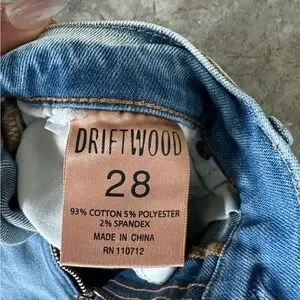 DRIFTWOOD
28
93% COTTON 5% POLYESTER
2% SPANDEX
MADE IN CHINA
RN 110712